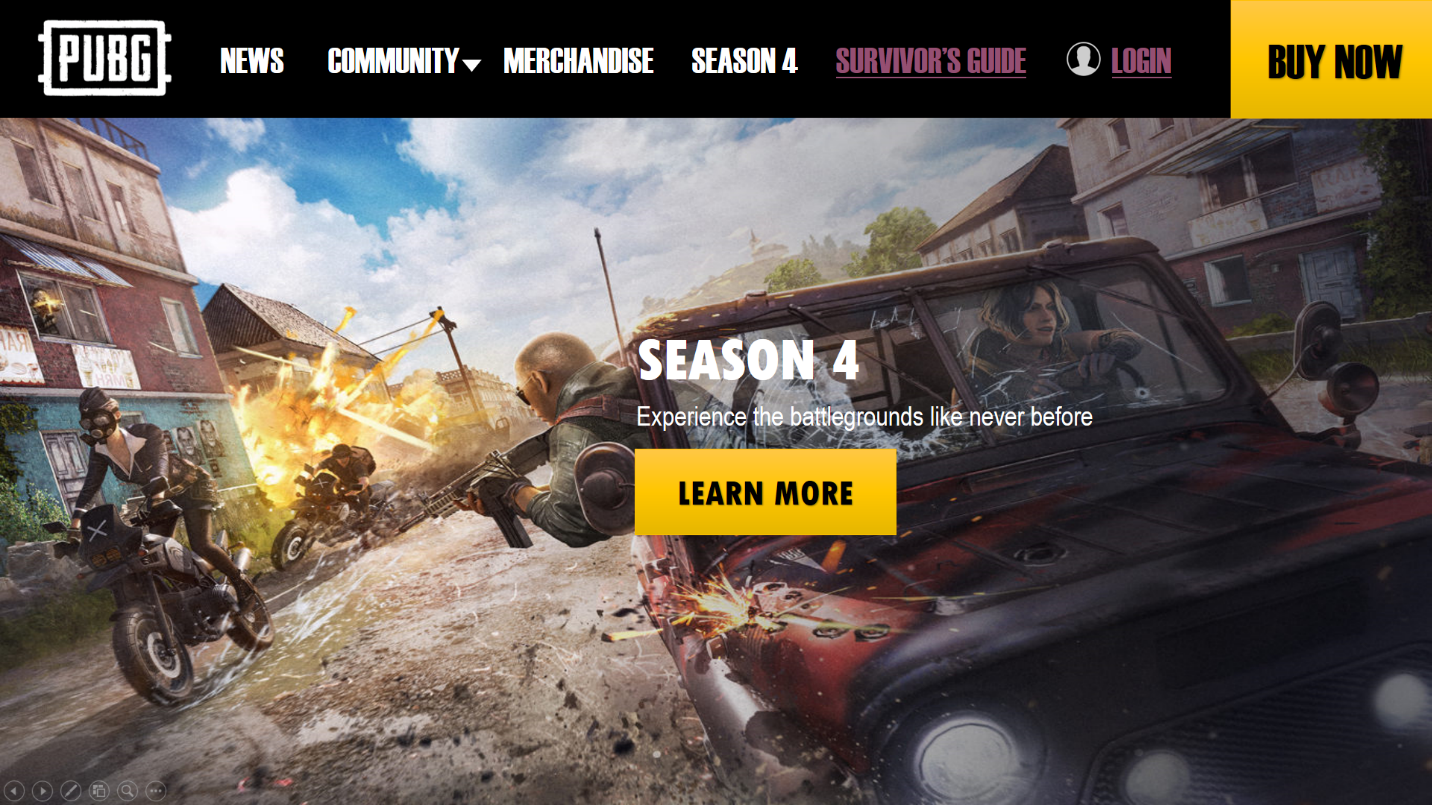 PUBG
NEWS
COMMUNITY
MERCHANDISE
SEASON 4
SURVIVOR'S GUIDE
LOGIN
BUY NOW
SEASON 4
Experience the battlegrounds like never before
LEARN MORE